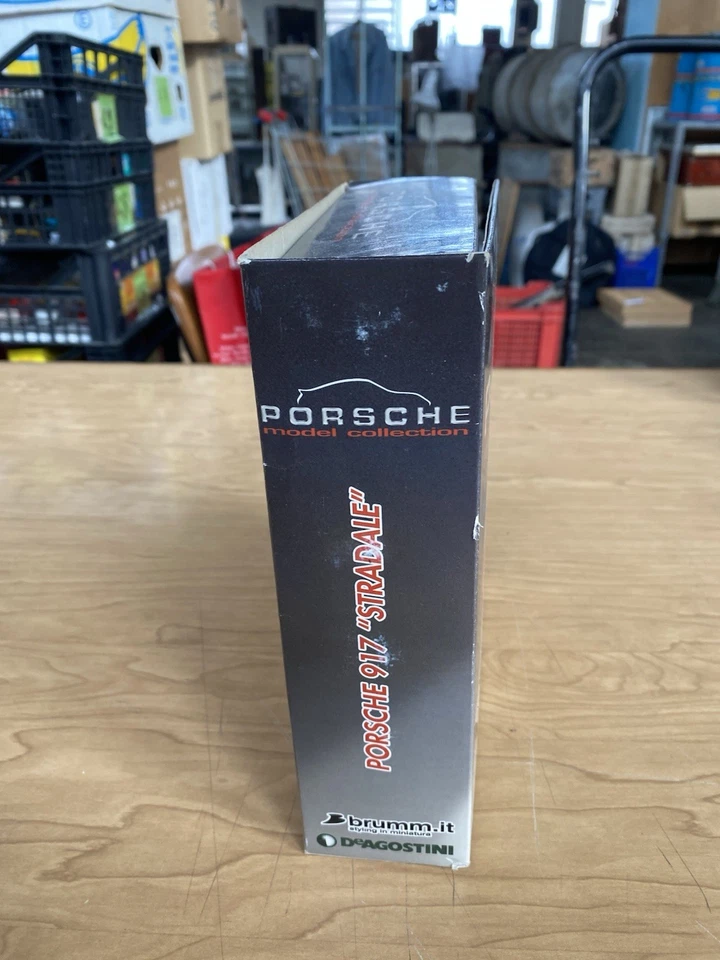 PORSCHE
model collection
PORSCHE 917 "STRADALE"
brumm.it
styling in miniatura
DeAGOSTINI